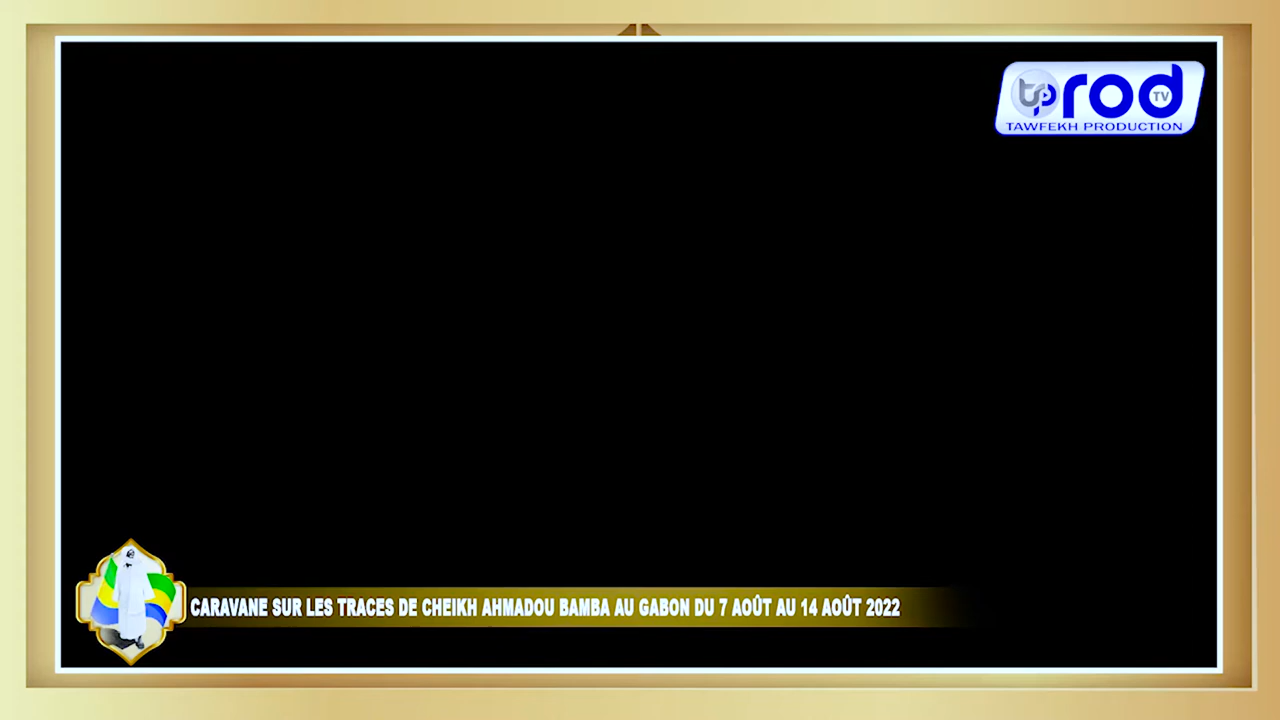 tprod
TV
TAWFEKH PRODUCTION
CARAVANE SUR LES TRACES DE CHEIKH AHMADOU BAMBA AU GABON DU 7 AOÛT AU 14 AOÛT 2022